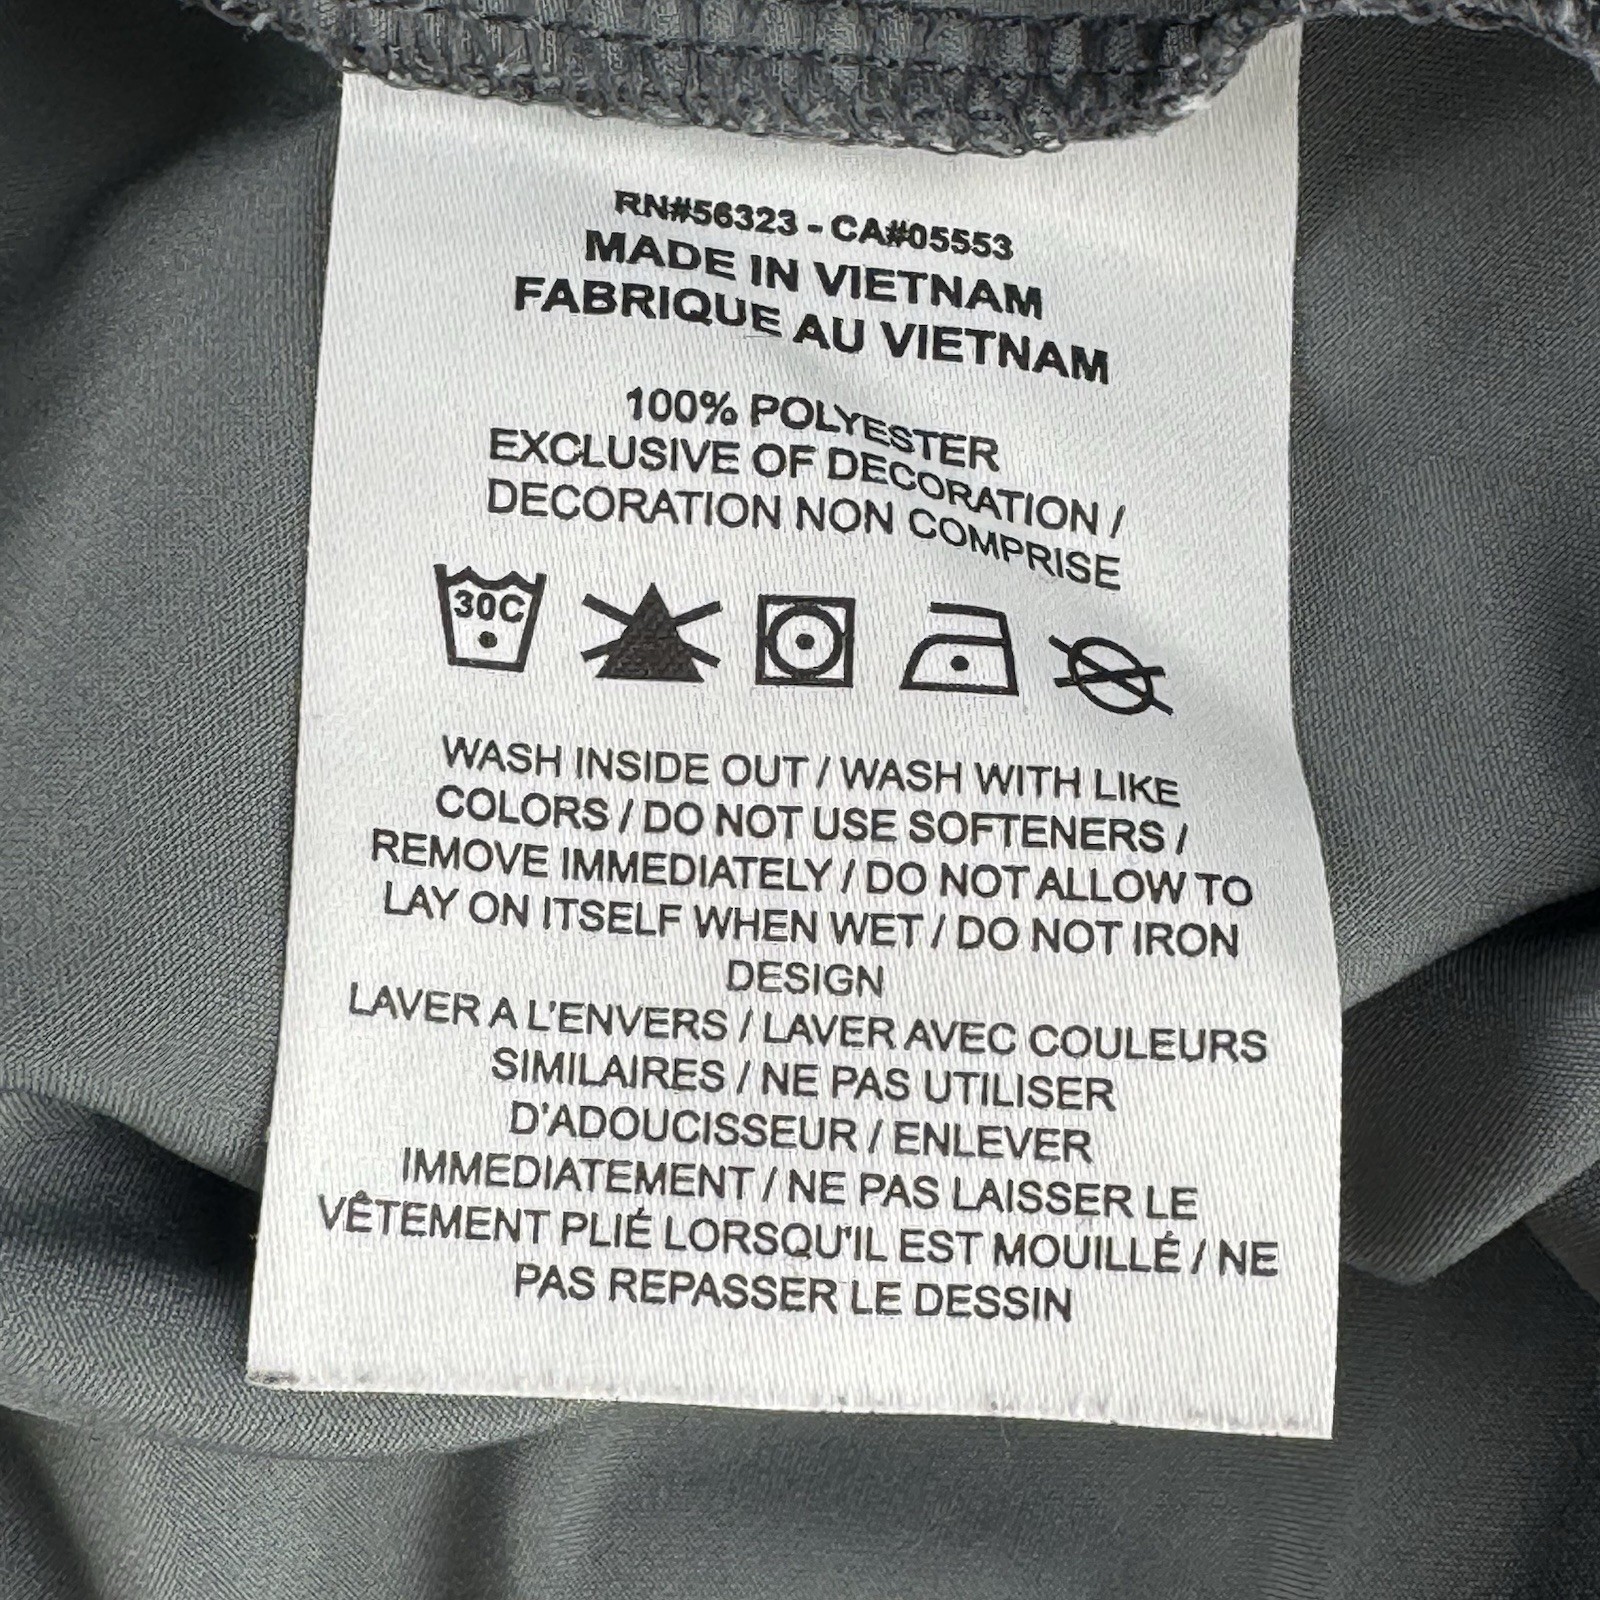 RN#56323 - CA#05553
MADE IN VIETNAM
FABRIQUE AU VIETNAM
100% POLYESTER
EXCLUSIVE OF DECORATION /
DECORATION NON COMPRISE
30C
WASH INSIDE OUT / WASH WITH LIKE
COLORS / DO NOT USE SOFTENERS /
REMOVE IMMEDIATELY / DO NOT ALLOW TO
LAY ON ITSELF WHEN WET / DO NOT IRON
DESIGN
LAVER A L'ENVERS / LAVER AVEC COULEURS
SIMILAIRES / NE PAS UTILISER
D'ADOUCISSEUR / ENLEVER
IMMEDIATEMENT / NE PAS LAISSER LE
VÊTEMENT PLIÉ LORSQU'IL EST MOUILLÉ / NE
PAS REPASSER LE DESSIN